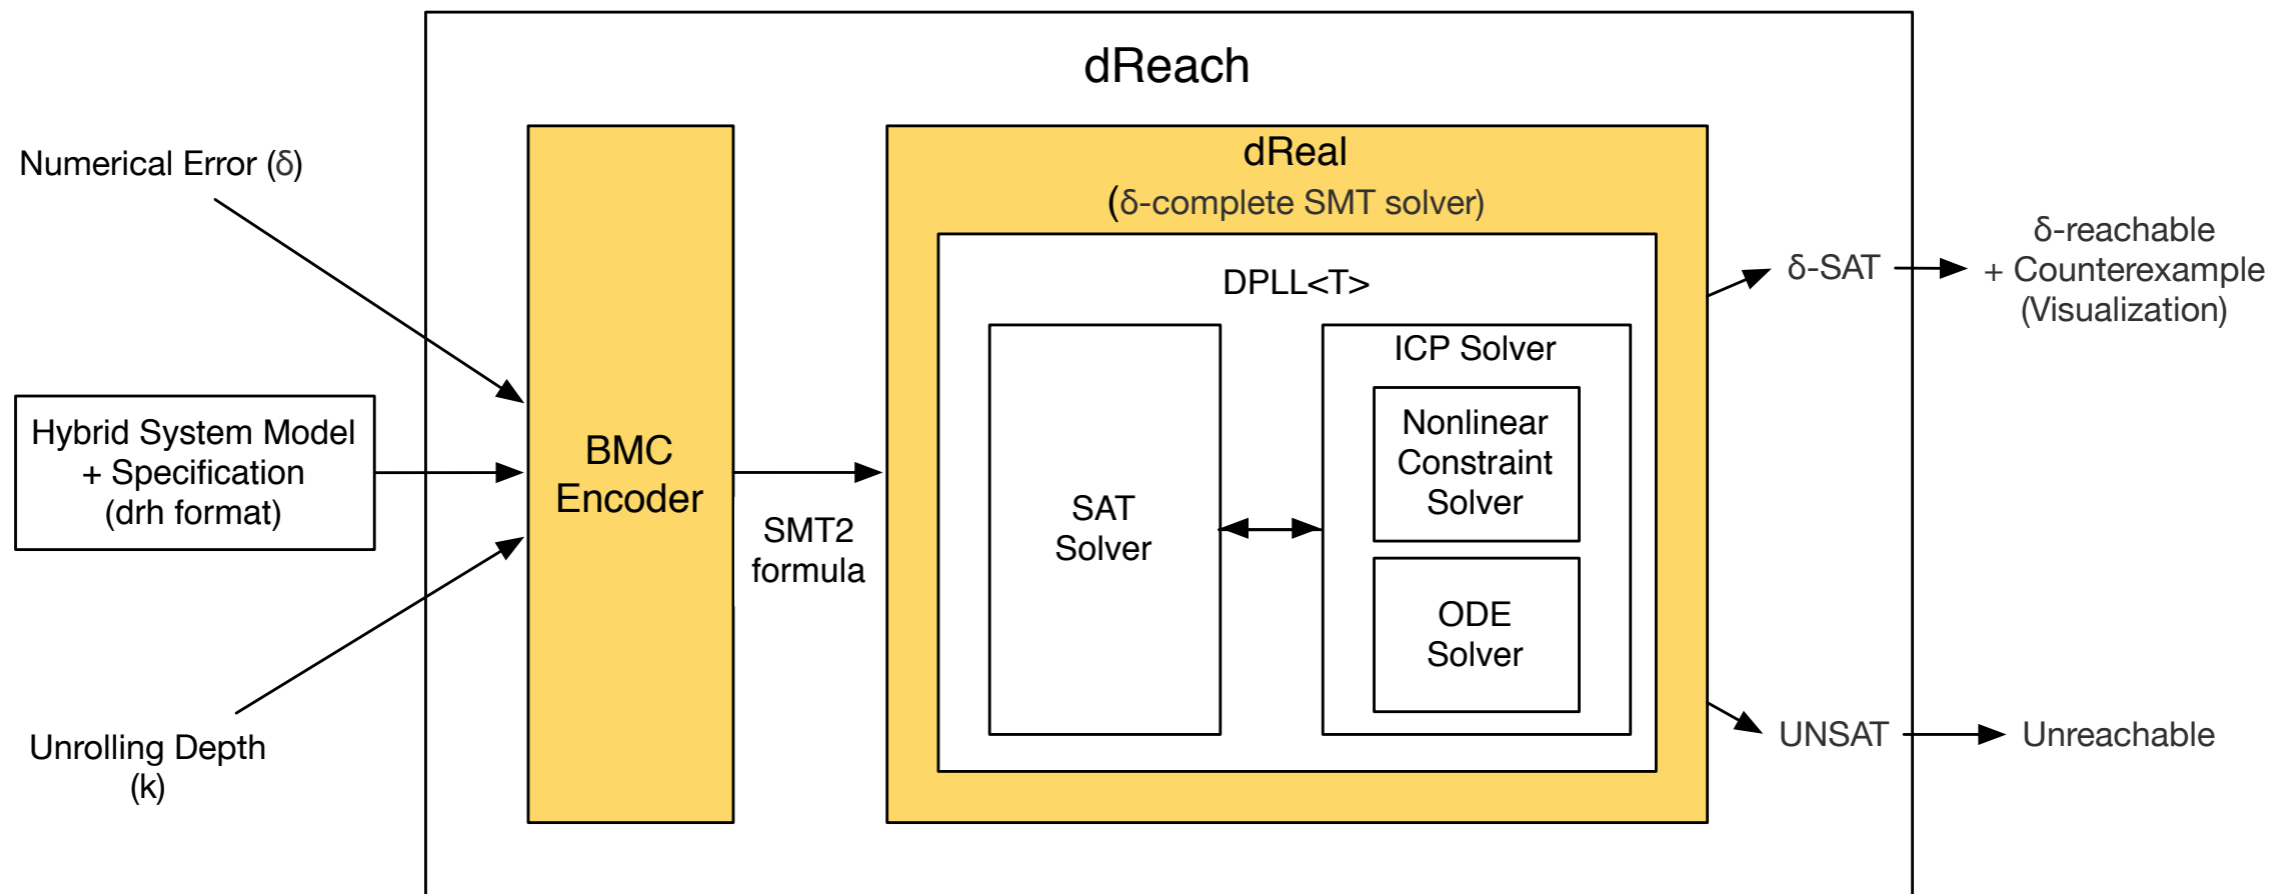 dReach
Numerical Error (δ)
Hybrid System Model
+ Specification
(drh format)
Unrolling Depth
(k)
BMC
Encoder
SMT2
formula
dReal
(δ-complete SMT solver)
DPLL<T>
SAT
Solver
ICP Solver
Nonlinear
Constraint
Solver
ODE
Solver
δ-SAT
δ-reachable
+ Counterexample
(Visualization)
UNSAT
Unreachable